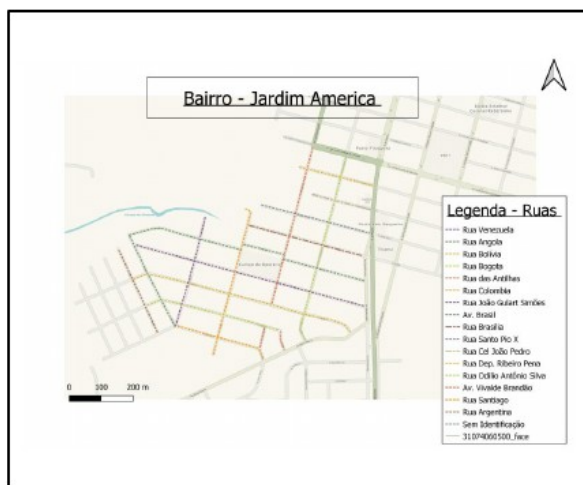 Bairro - Jardim America
Legenda - Ruas
Rua Venezuela
Rua Angola
Rua Bolivia
Rua Bogota
Rua das Antilhas
Rua Colombia
Rua João Gulart Simões
Av. Brasil
Rua Brasilia
Rua Santo Pio X
Rua Cel João Pedro
Rua Dep. Ribeiro Pena
Rua Odilio Antônio Silva
Av. Vivalde Brandão
Rua Santiago
Rua Argentina
Sem Identificação
31074060500_face
0 100 200 m